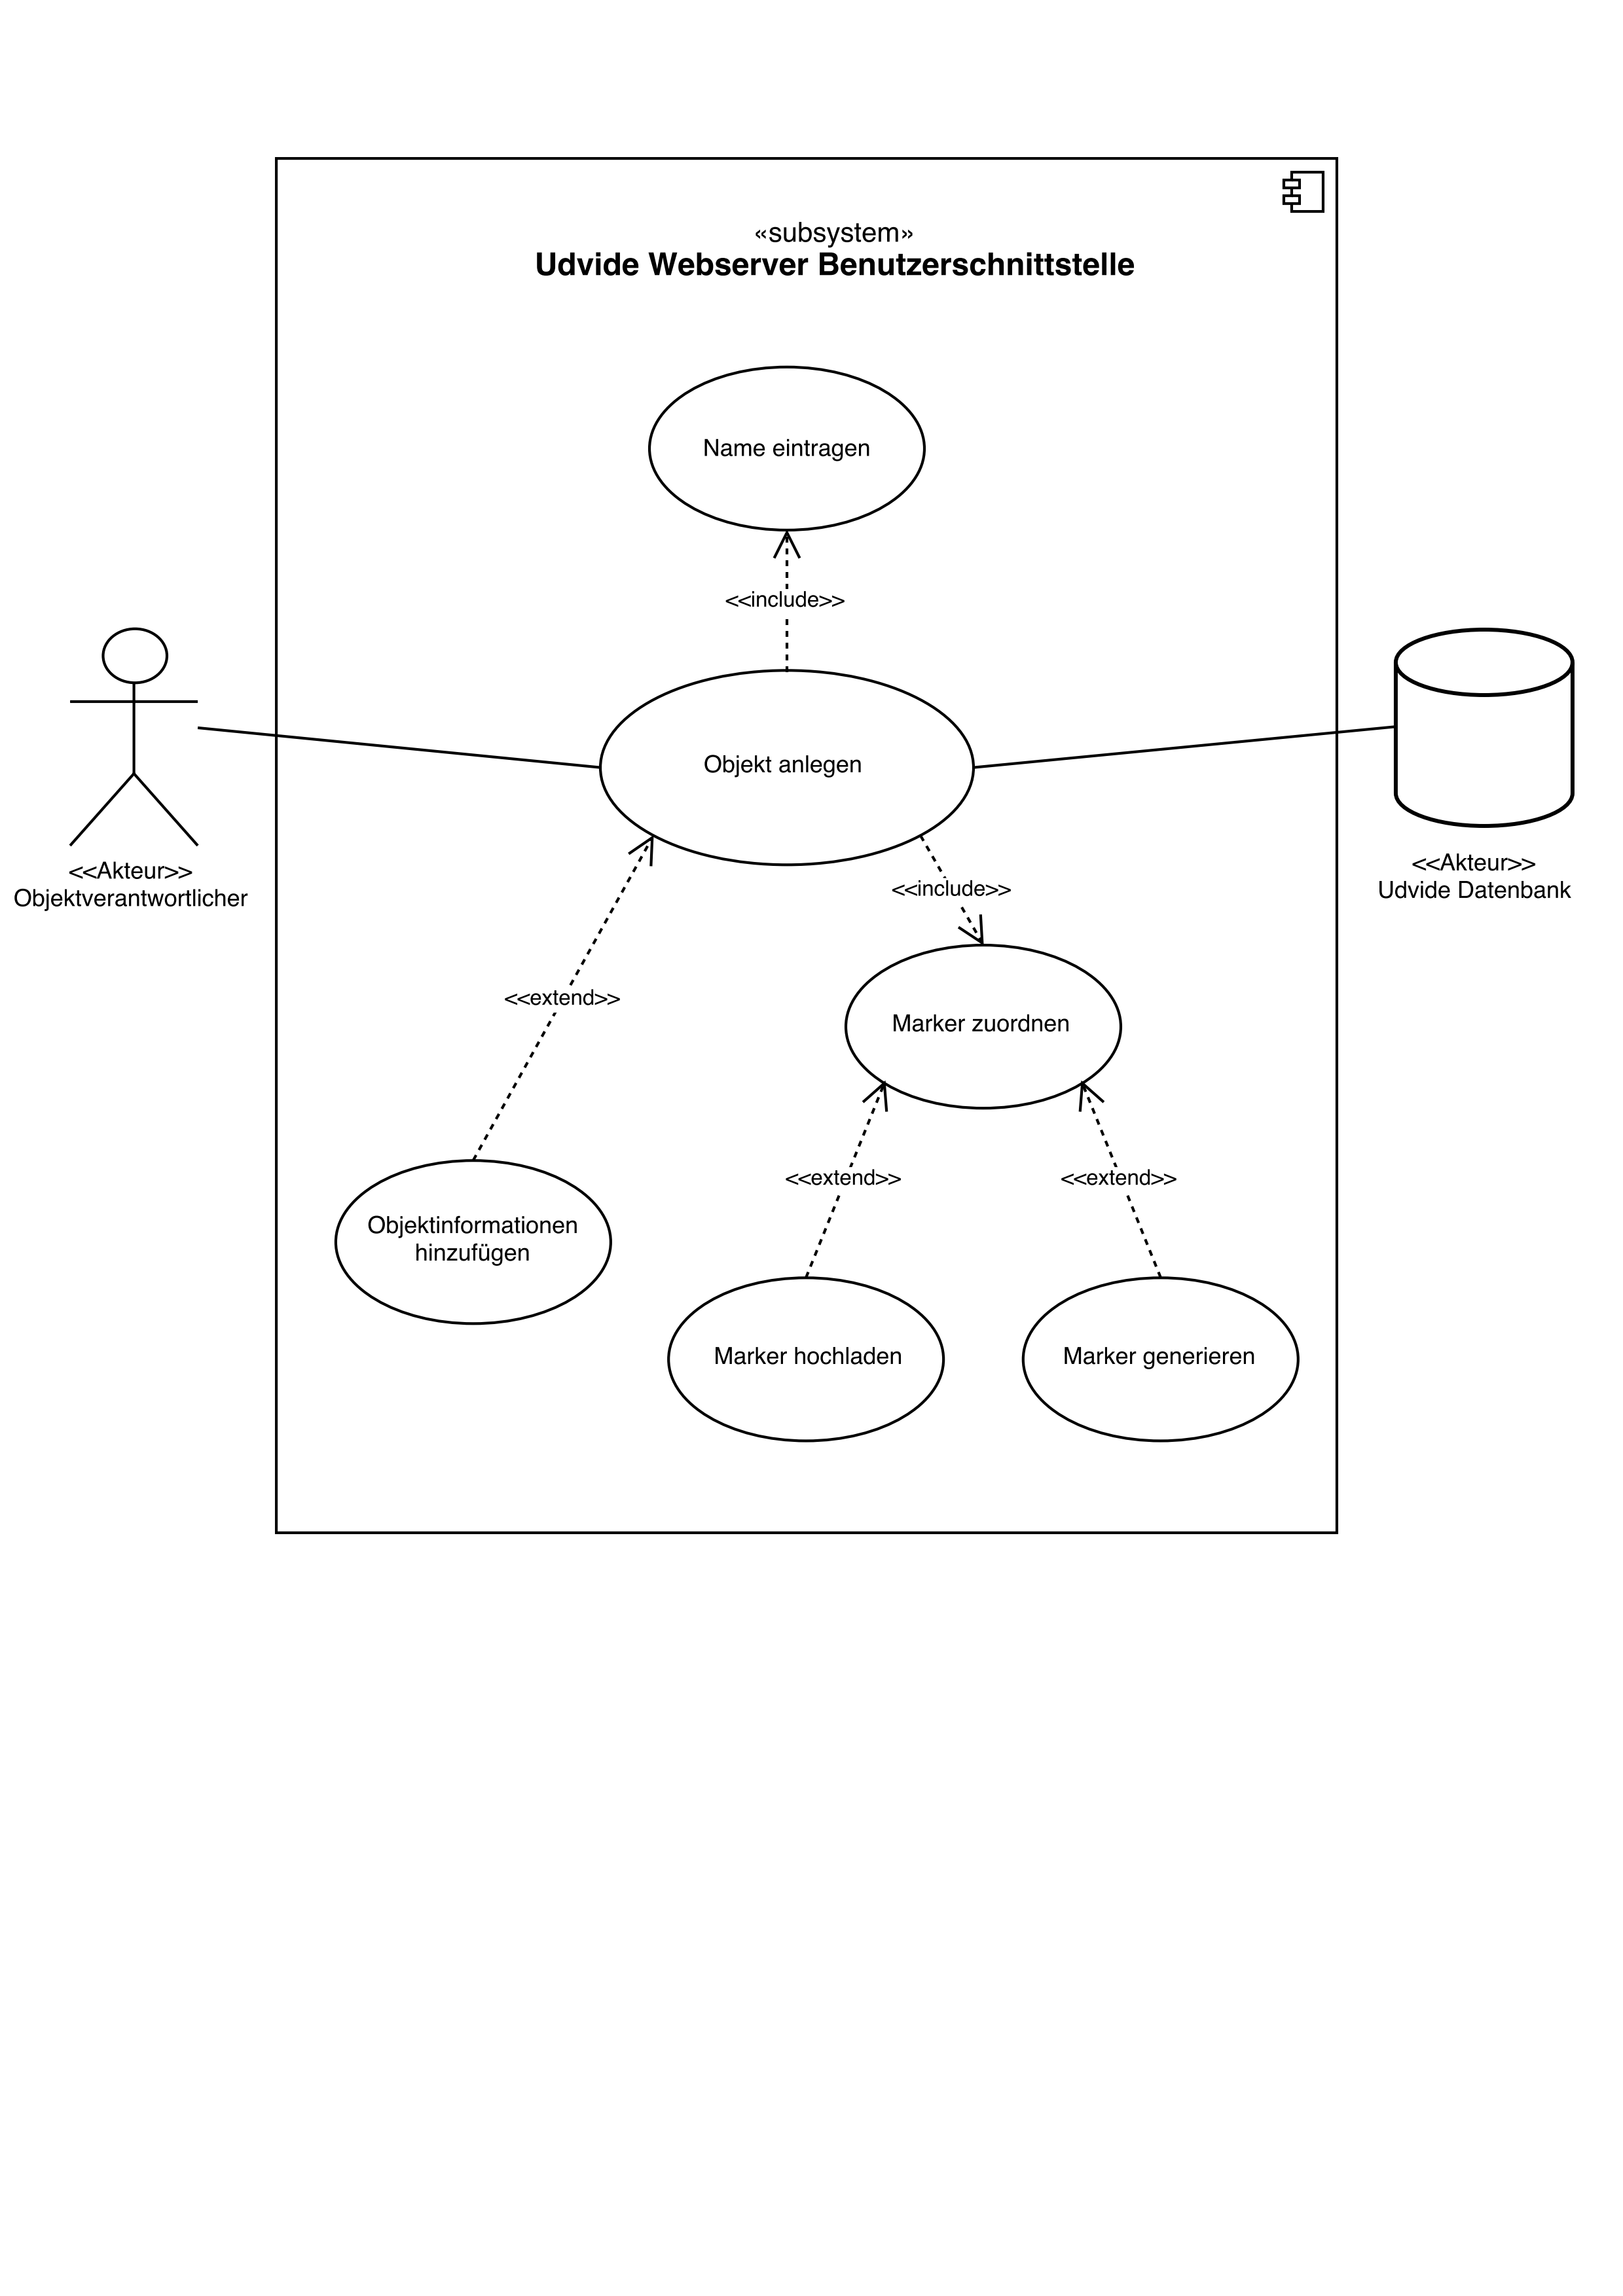 «subsystem»
Udvide Webserver Benutzerschnittstelle
Name eintragen
<<include>>
Objekt anlegen
<<Akteur>>
Objektverantwortlicher
<<Akteur>>
Udvide Datenbank
<<include>>
<<extend>>
Marker zuordnen
<<extend>>
<<extend>>
Objektinformationen
hinzufügen
Marker hochladen
Marker generieren